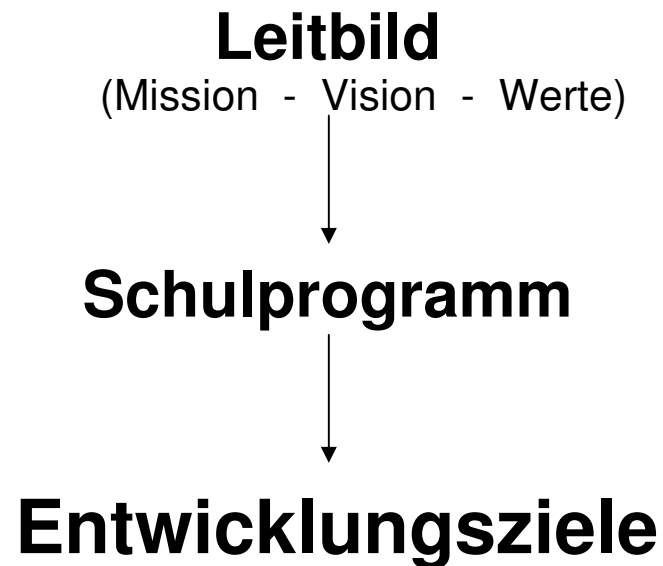 Leitbild
(Mission - Vision - Werte)
Schulprogramm
Entwicklungsziele